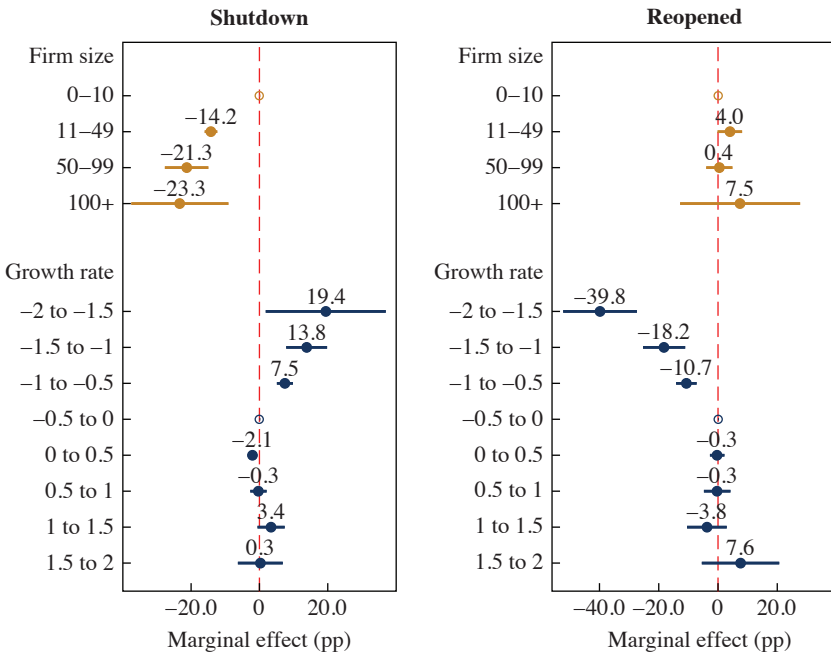 Shutdown
Firm size
0–10
11–49
50–99
100+
Growth rate
–2 to –1.5
–1.5 to –1
–1 to –0.5
–0.5 to 0
0 to 0.5
0.5 to 1
1 to 1.5
1.5 to 2
–14.2
–21.3
–23.3
19.4
13.8
7.5
–2.1
–0.3
3.4
0.3
–20.0 0 20.0
Marginal effect (pp)
Reopened
Firm size
0–10
11–49
50–99
100+
Growth rate
–2 to –1.5
–1.5 to –1
–1 to –0.5
–0.5 to 0
0 to 0.5
0.5 to 1
1 to 1.5
1.5 to 2
4.0
0.4
7.5
–39.8
–18.2
–10.7
–0.3
–0.3
–3.8
7.6
–40.0 –20.0 0 20.0
Marginal effect (pp)